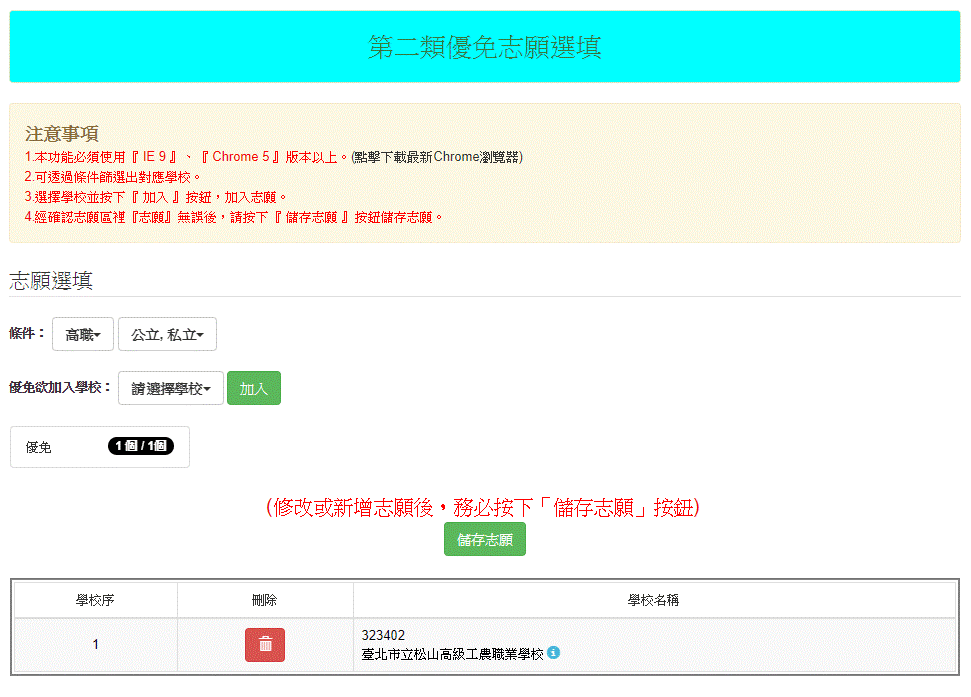 第二類優免志願選填
注意事項
1.本功能必須使用『 IE 9 』、『 Chrome 5 』版本以上。(點擊下載最新Chrome瀏覽器)
2.可透過條件篩選出對應學校。
3.選擇學校並按下『 加入 』按鈕，加入志願。
4.經確認志願區裡『志願』無誤後，請按下『 儲存志願 』按鈕儲存志願。
志願選填
條件： 高職 公立, 私立
優免欲加入學校： 請選擇學校 加入
優免 1 個 / 1個
(修改或新增志願後，務必按下「儲存志願」按鈕)
儲存志願
學校序 刪除 學校名稱
1 323402
臺北市立松山高級工農職業學校